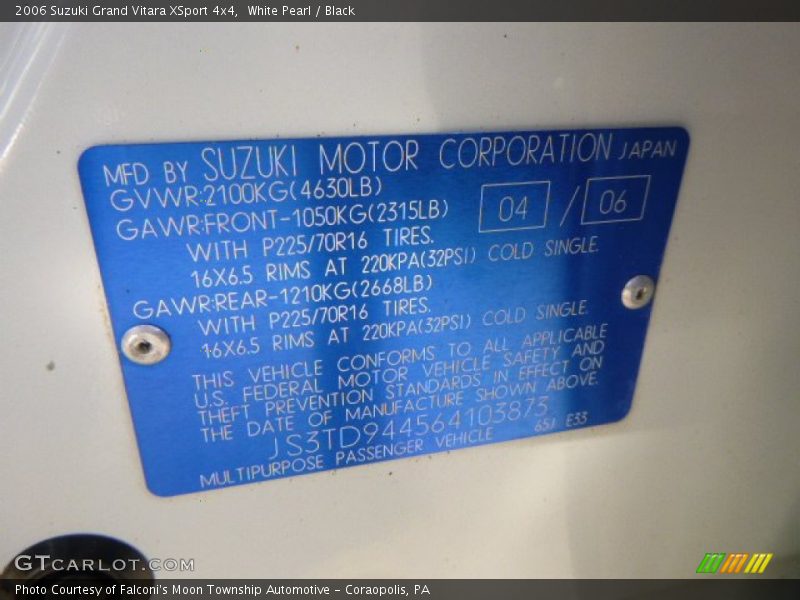 2006 Suzuki Grand Vitara XSport 4x4, White Pearl / Black
MFD BY SUZUKI MOTOR CORPORATION JAPAN
GVWR:2100KG(4630LB)
04 / 06
GAWR:FRONT-1050KG(2315LB)
WITH P225/70R16 TIRES.
16X6.5 RIMS AT 220KPA(32PSI) COLD SINGLE.
GAWR:REAR-1210KG(2668LB)
WITH P225/70R16 TIRES.
16X6.5 RIMS AT 220KPA(32PSI) COLD SINGLE.
THIS VEHICLE CONFORMS TO ALL APPLICABLE
U.S. FEDERAL MOTOR VEHICLE SAFETY AND
THEFT PREVENTION STANDARDS IN EFFECT ON
THE DATE OF MANUFACTURE SHOWN ABOVE.
JS3TD944564103873
65J E33
MULTIPURPOSE PASSENGER VEHICLE
GTCARLOT.COM
Photo Courtesy of Falconi's Moon Township Automotive - Coraopolis, PA